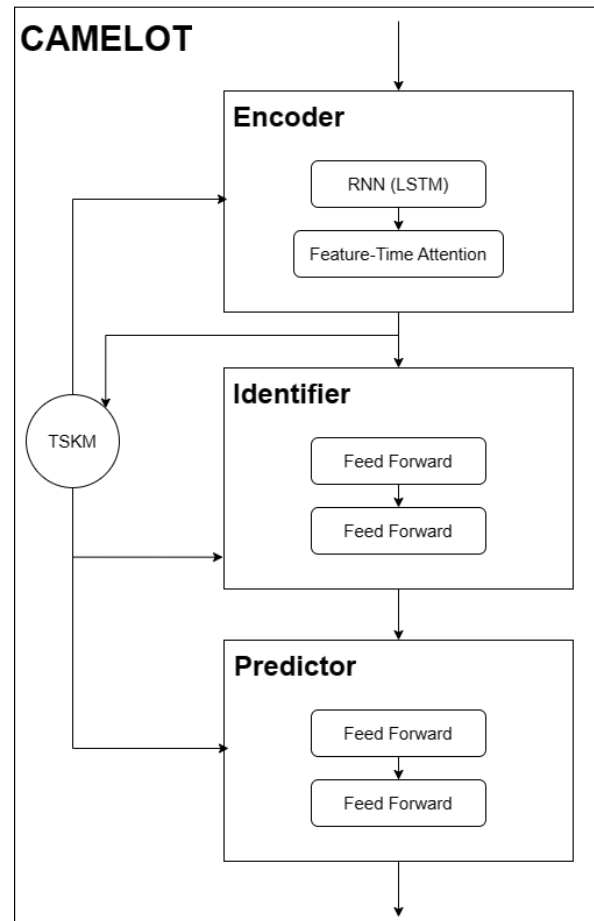 CAMELOT
Encoder
RNN (LSTM)
Feature-Time Attention
Identifier
TSKM
Feed Forward
Feed Forward
Predictor
Feed Forward
Feed Forward